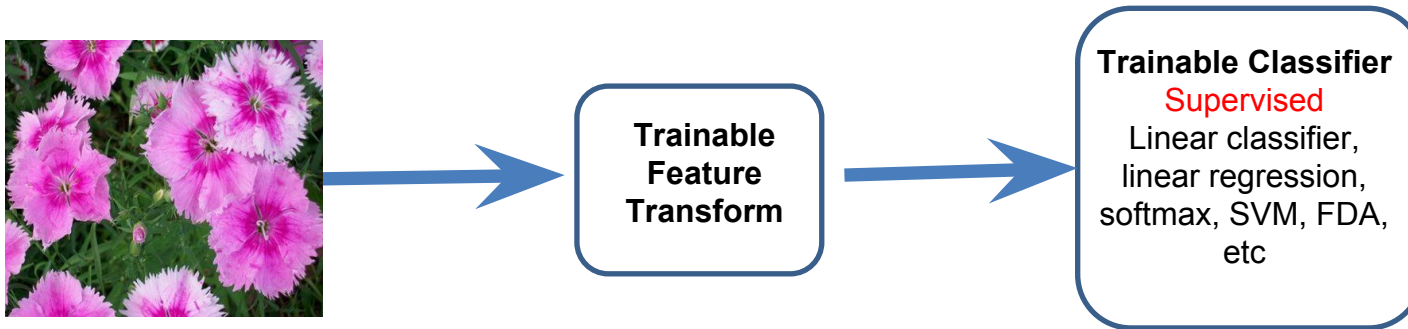 Trainable
Feature
Transform
Trainable Classifier
Supervised
Linear classifier,
linear regression,
softmax, SVM, FDA,
etc